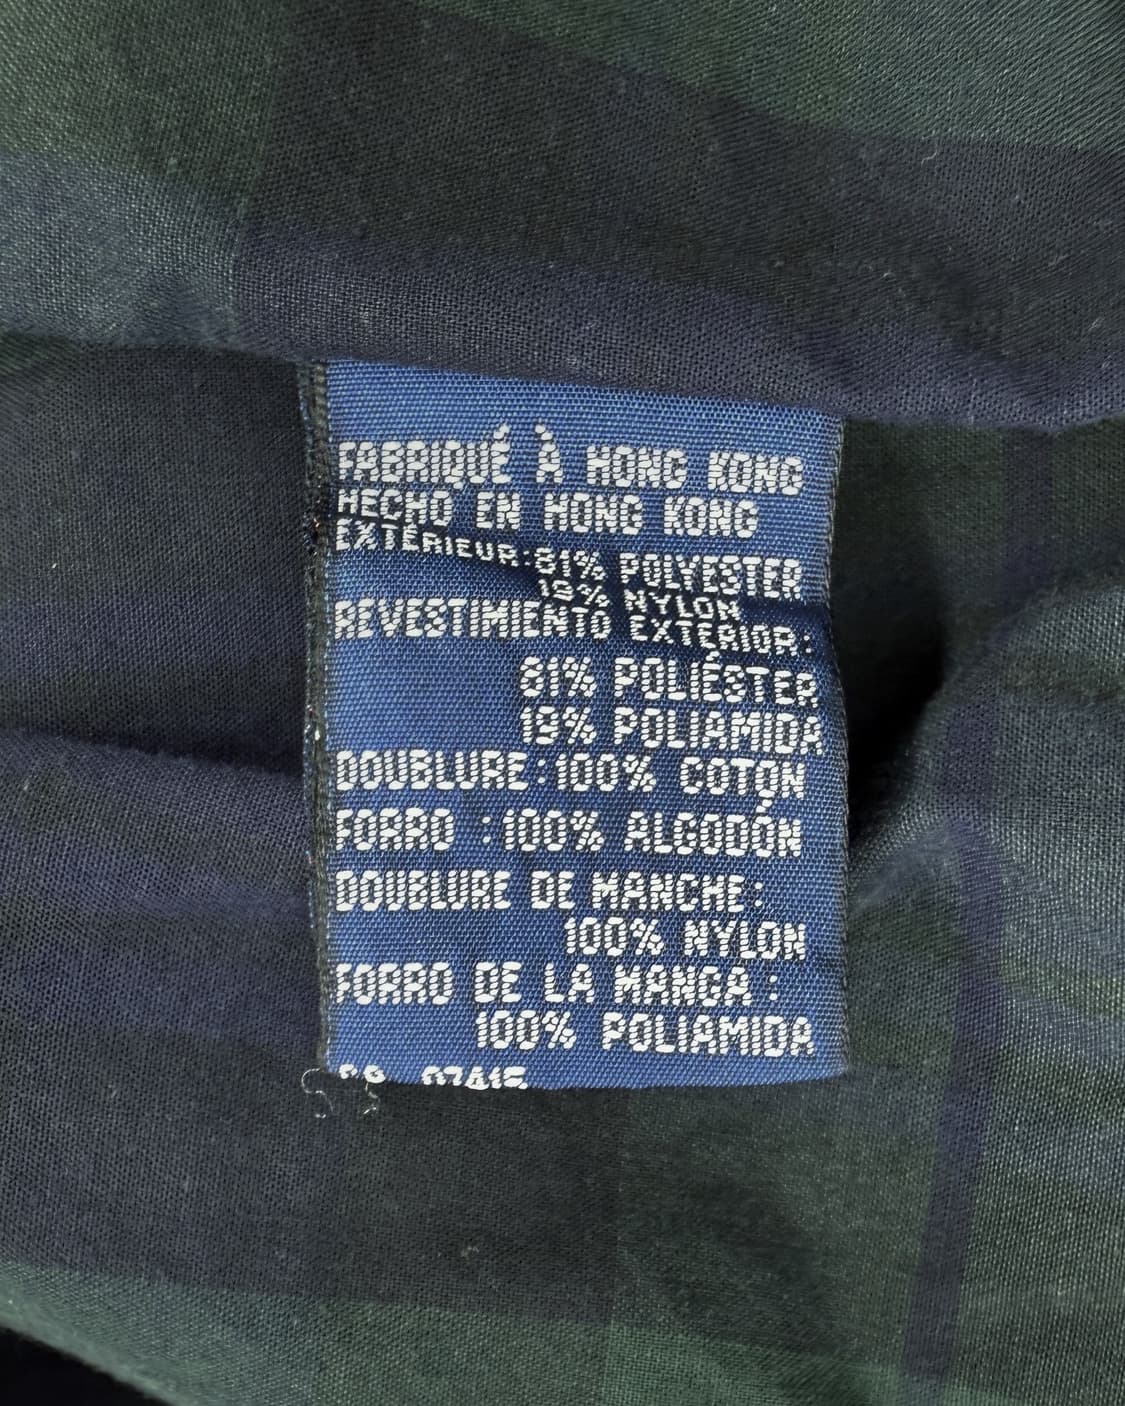 FABRIQUÉ À HONG KONG
HECHO EN HONG KONG
EXTÉRIEUR:81% POLYESTER
19% NYLON
REVESTIMIENTO EXTERIOR:
81% POLIÉSTER
19% POLIAMIDA
DOUBLURE:100% COTON
FORRO :100% ALGODÓN
DOUBLURE DE MANCHE:
100% NYLON
FORRO DE LA MANGA:
100% POLIAMIDA